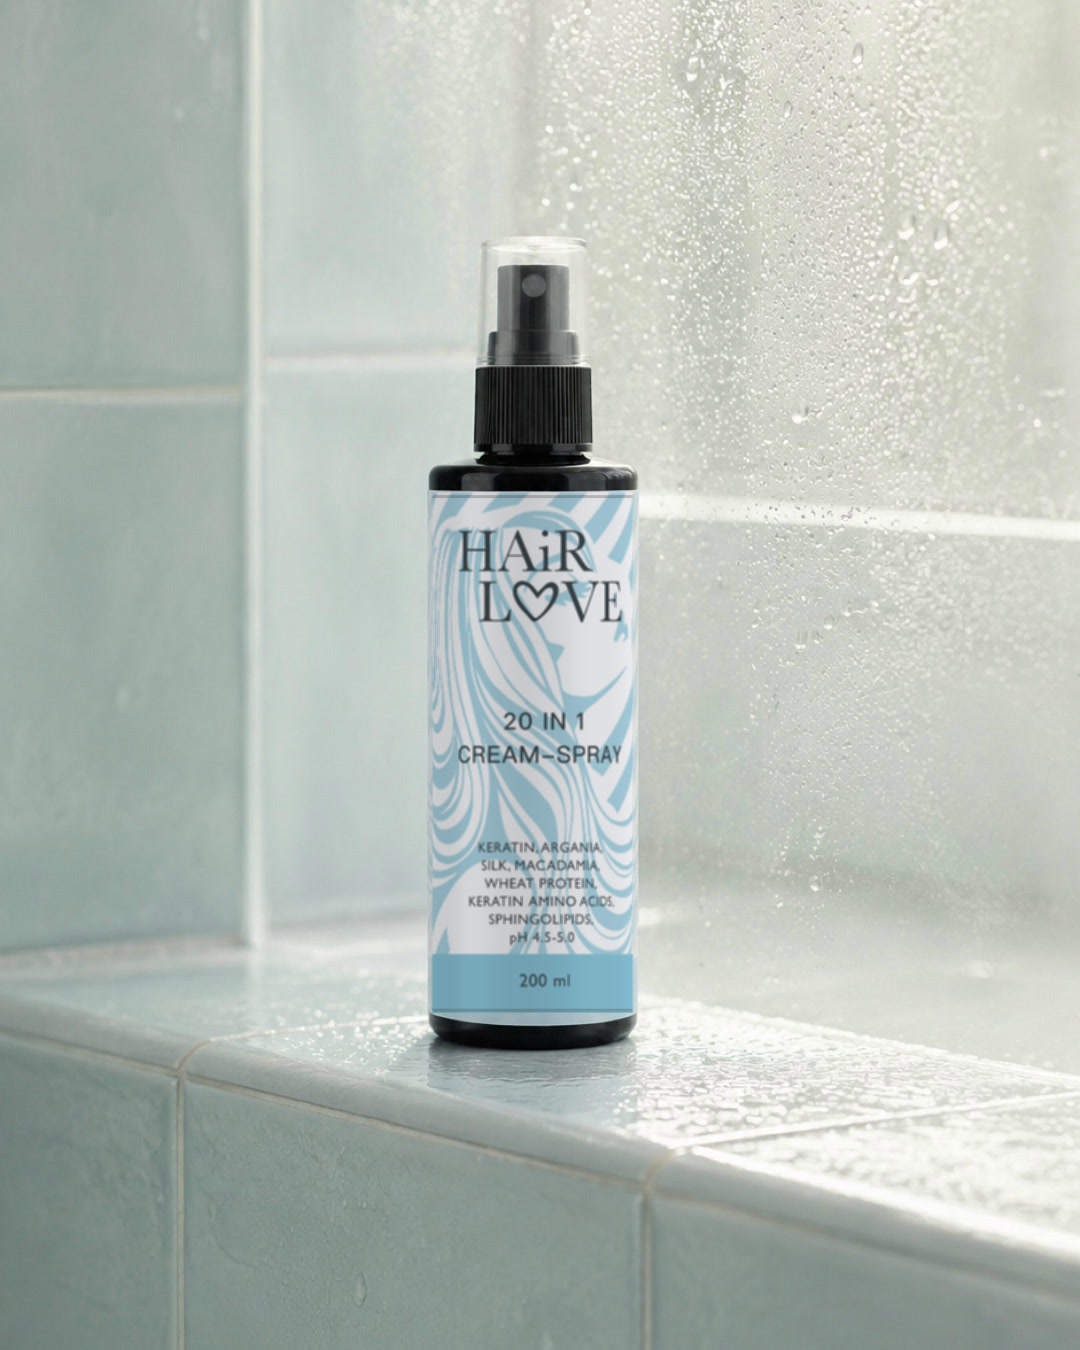 HAiR
LOVE
20 IN 1
CREAM-SPRAY
KERATIN, ARGANIA,
SILK, MACADAMIA,
WHEAT PROTEIN,
KERATIN AMINO ACIDS,
SPHINGOLIPIDS,
pH 4.5-5.0
200 ml